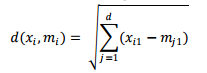 d(x_i, m_i) = \sqrt{\sum_{j=1}^{d} (x_{i1} - m_{j1})}